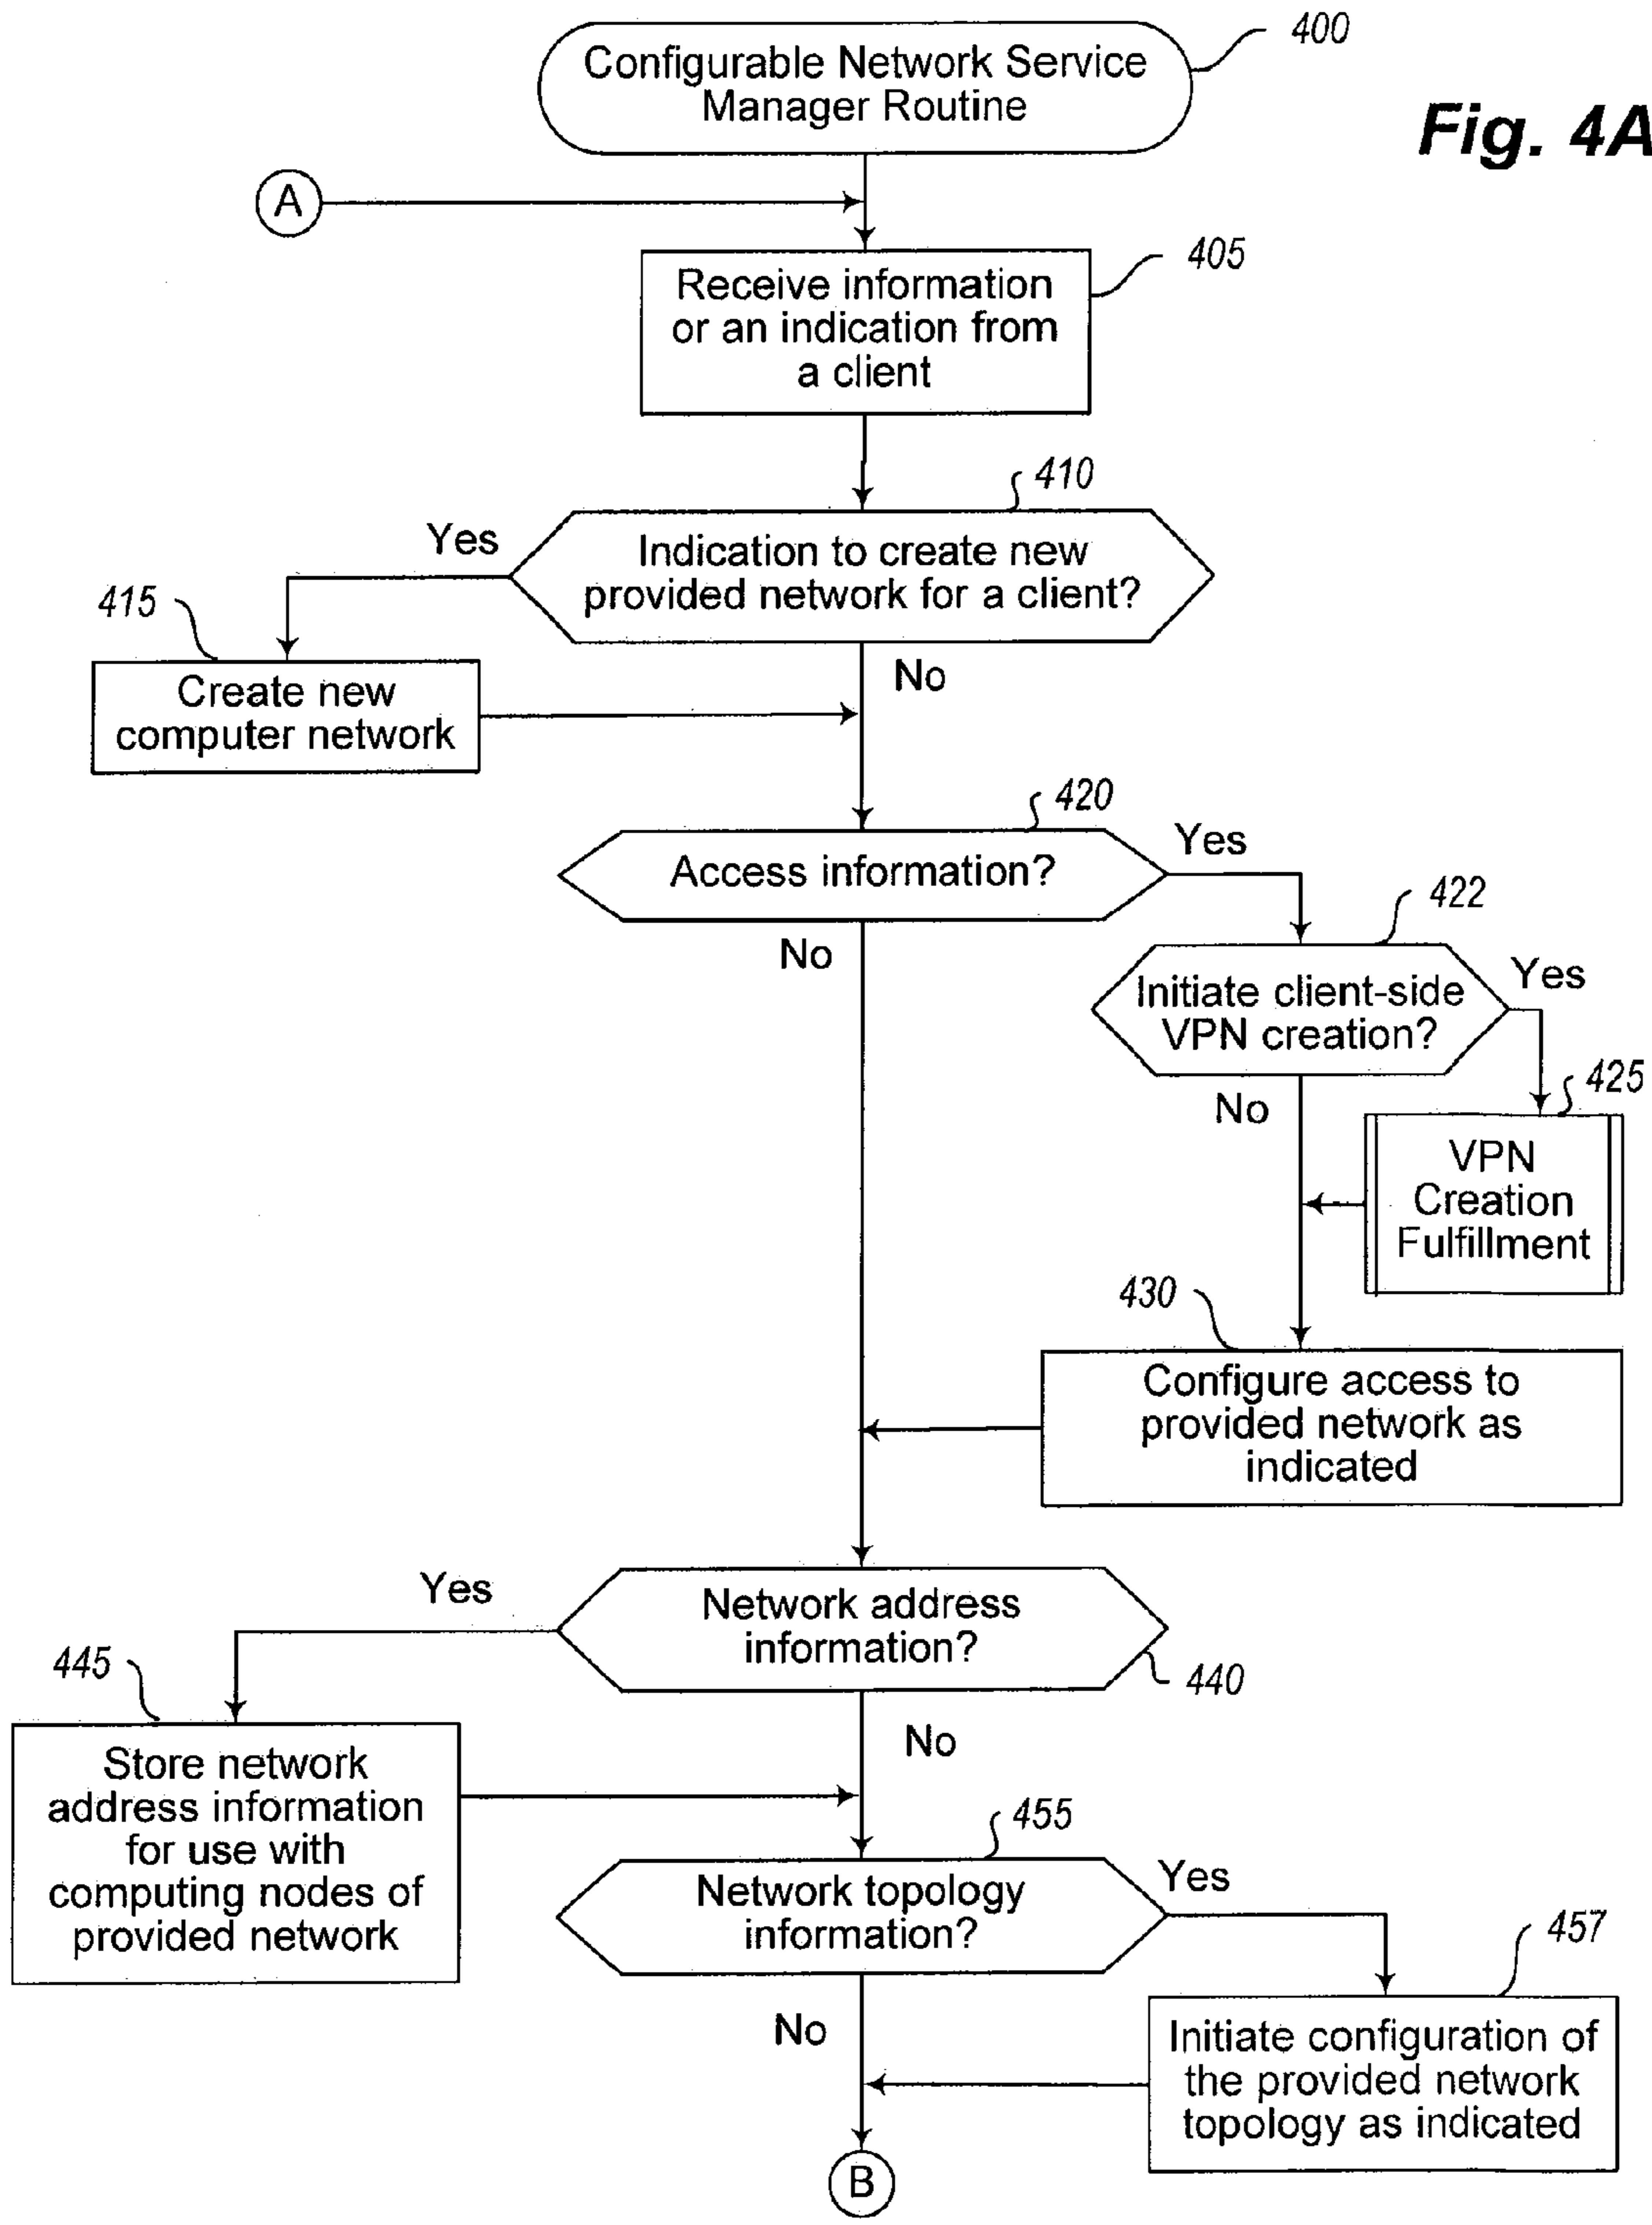 400
Configurable Network Service
Manager Routine
Fig. 4A
A
405
Receive information
or an indication from
a client
410
Yes
Indication to create new
provided network for a client?
415
No
Create new
computer network
420
Yes
Access information?
422
No
Initiate client-side
VPN creation?
Yes
425
No
VPN
Creation
Fulfillment
430
Configure access to
provided network as
indicated
Yes
Network address
information?
445
440
No
Store network
address information
for use with
computing nodes of
provided network
455
Yes
Network topology
information?
457
No
Initiate configuration of
the provided network
topology as indicated
B